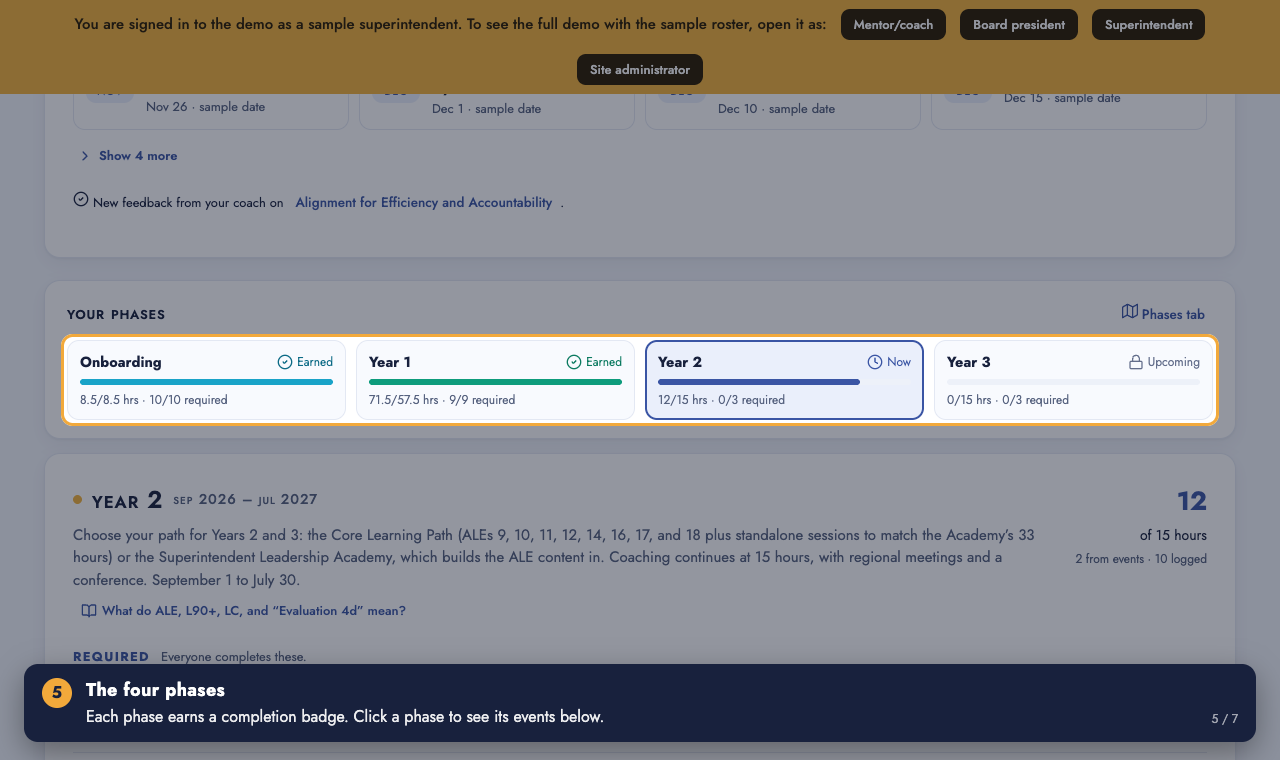 You are signed in to the demo as a sample superintendent. To see the full demo with the sample roster, open it as: Mentor/coach Board president Superintendent
Site administrator
Nov 26 · sample date Dec 1 · sample date Dec 10 · sample date Dec 15 · sample date
Show 4 more
New feedback from your coach on Alignment for Efficiency and Accountability .
YOUR PHASES Phases tab
Onboarding Earned Year 1 Earned Year 2 Now Year 3 Upcoming
8.5/8.5 hrs · 10/10 required 71.5/57.5 hrs · 9/9 required 12/15 hrs · 0/3 required 0/15 hrs · 0/3 required
YEAR 2 SEP 2026 – JUL 2027 12
Choose your path for Years 2 and 3: the Core Learning Path (ALEs 9, 10, 11, 12, 14, 16, 17, and 18 plus standalone sessions to match the Academy's 33 of 15 hours
hours) or the Superintendent Leadership Academy, which builds the ALE content in. Coaching continues at 15 hours, with regional meetings and a 2 from events · 10 logged
conference. September 1 to July 30.
What do ALE, L90+, LC, and “Evaluation 4d” mean?
REQUIRED Everyone completes these.
5 The four phases
Each phase earns a completion badge. Click a phase to see its events below. 5 / 7